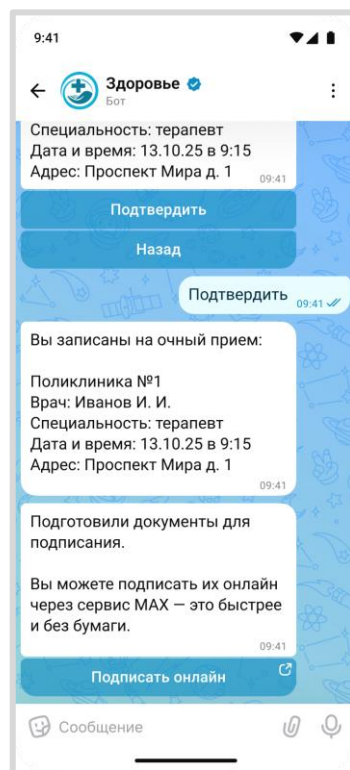 9:41
Здоровье
Бот
Специальность: терапевт
Дата и время: 13.10.25 в 9:15
Адрес: Проспект Мира д. 1
09:41
Подтвердить
Назад
Подтвердить
09:41
Вы записаны на очный прием:
Поликлиника №1
Врач: Иванов И. И.
Специальность: терапевт
Дата и время: 13.10.25 в 9:15
Адрес: Проспект Мира д. 1
09:41
Подготовили документы для
подписания.
Вы можете подписать их онлайн
через сервис MAX — это быстрее
и без бумаги.
09:41
Подписать онлайн
Сообщение